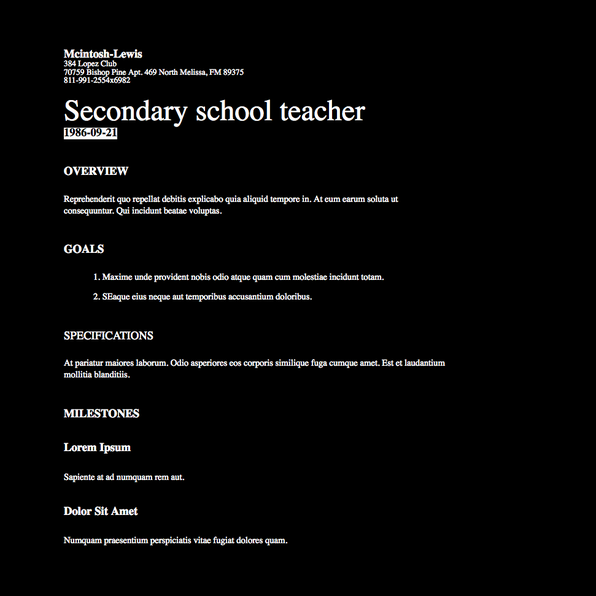 Mcintosh-Lewis
384 Lopez Club
70759 Bishop Pine Apt. 469 North Melissa, FM 89375
811-991-2554x6982
Secondary school teacher
1986-09-21
OVERVIEW
Reprehenderit quo repellat debitis explicabo quia aliquid tempore in. At eum earum soluta ut
consequuntur. Qui incidunt beatae voluptas.
GOALS
1. Maxime unde provident nobis odio atque quam cum molestiae incidunt totam.
2. SEaque eius neque aut temporibus accusantium doloribus.
SPECIFICATIONS
At pariatur maiores laborum. Odio asperiores eos corporis similique fuga cumque amet. Est et laudantium
mollitia blanditiis.
MILESTONES
Lorem Ipsum
Sapiente at ad numquam rem aut.
Dolor Sit Amet
Numquam praesentium perspiciatis vitae fugiat dolores quam.